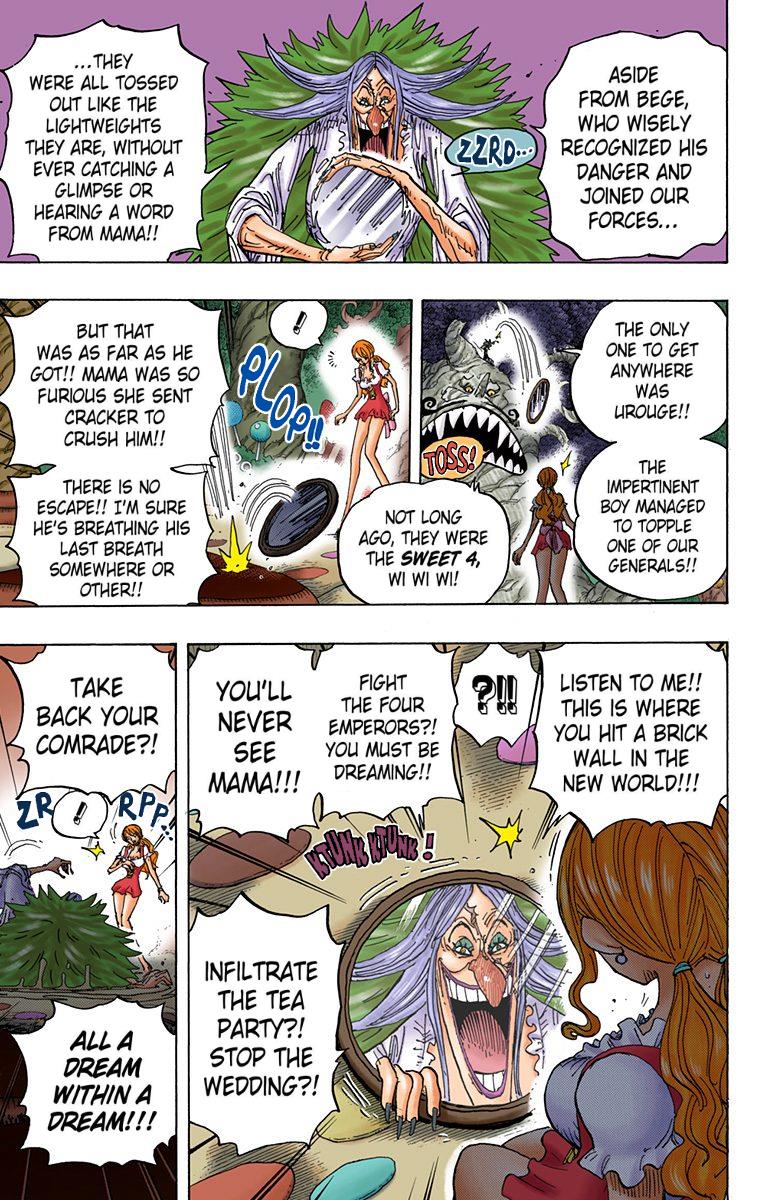 ASIDE
FROM BEGE,
WHO WISELY
RECOGNIZED HIS
DANGER AND
JOINED OUR
FORCES...
ZZRD...
...THEY
WERE ALL TOSSED
OUT LIKE THE
LIGHTWEIGHTS
THEY ARE, WITHOUT
EVER CATCHING A
GLIMPSE OR
HEARING A WORD
FROM MAMA!!
THE ONLY
ONE TO GET
ANYWHERE
WAS
UROUGE!!
TOSS!
THE
IMPERTINENT
BOY MANAGED
TO TOPPLE
ONE OF OUR
GENERALS!!
NOT LONG
AGO, THEY WERE
THE SWEET 4,
WI WI WI!
!
PLOP!!
BUT THAT
WAS AS FAR AS HE
GOT!! MAMA WAS SO
FURIOUS SHE SENT
CRACKER TO
CRUSH HIM!!
THERE IS NO
ESCAPE!! I'M SURE
HE'S BREATHING HIS
LAST BREATH
SOMEWHERE OR
OTHER!!
LISTEN TO ME!!
THIS IS WHERE
YOU HIT A BRICK
WALL IN THE
NEW WORLD!!!
?!!
FIGHT
THE FOUR
EMPERORS?!
YOU MUST BE
DREAMING!!
YOU'LL
NEVER
SEE
MAMA!!!
KTUNK KTUNK!
INFILTRATE
THE TEA
PARTY?!
STOP THE
WEDDING?!
TAKE
BACK YOUR
COMRADE?!
ZR
!
RPP..
ALL A
DREAM
WITHIN A
DREAM!!!